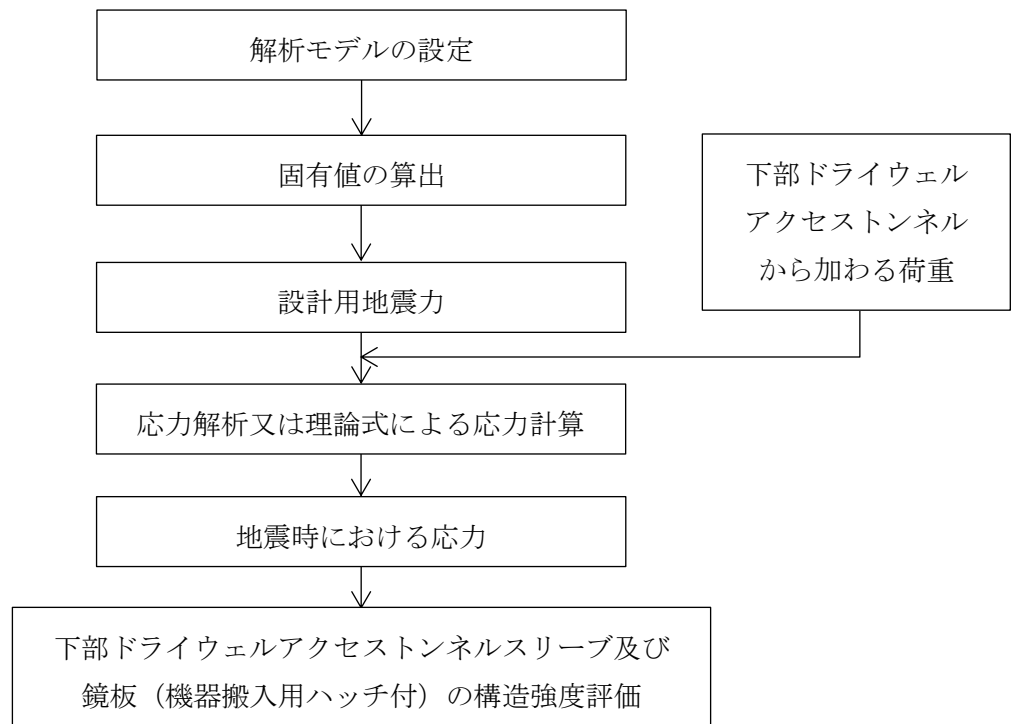 解析モデルの設定
固有値の算出
下部ドライウェル
アクセストンネル
から加わる荷重
設計用地震力
応力解析又は理論式による応力計算
地震時における応力
下部ドライウェルアクセストンネルスリーブ及び
鏡板（機器搬入用ハッチ付）の構造強度評価